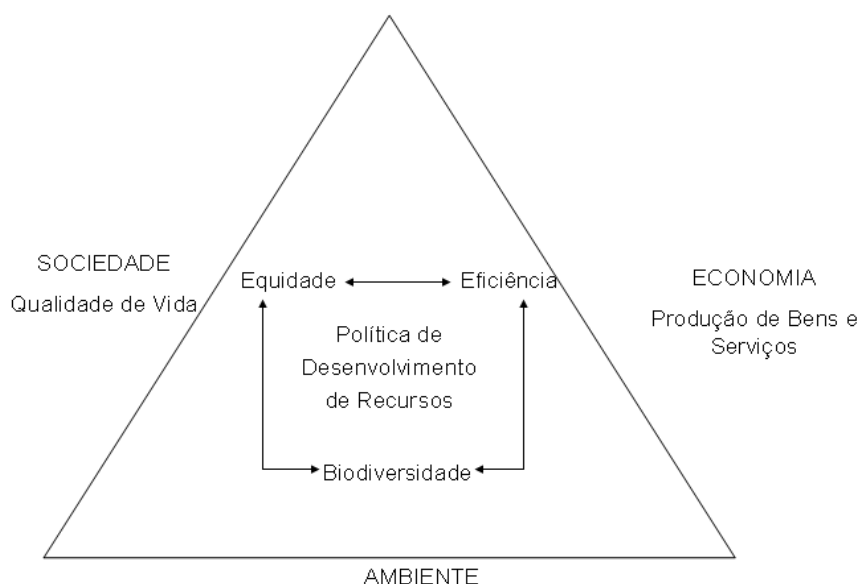 SOCIEDADE
Qualidade de Vida
Equidade
Eficiência
ECONOMIA
Produção de Bens e
Serviços
Política de
Desenvolvimento
de Recursos
Biodiversidade
AMBIENTE